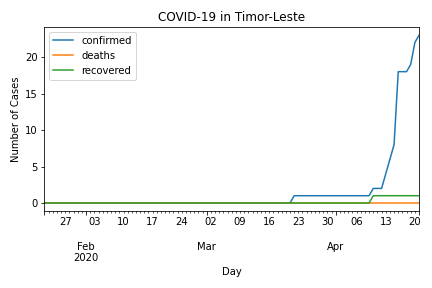 COVID-19 in Timor-Leste
confirmed
deaths
recovered
Number of Cases
20
15
10
5
0
27 03 10 17 24 02 09 16 23 30 06 13 20
Feb Mar Apr
2020
Day